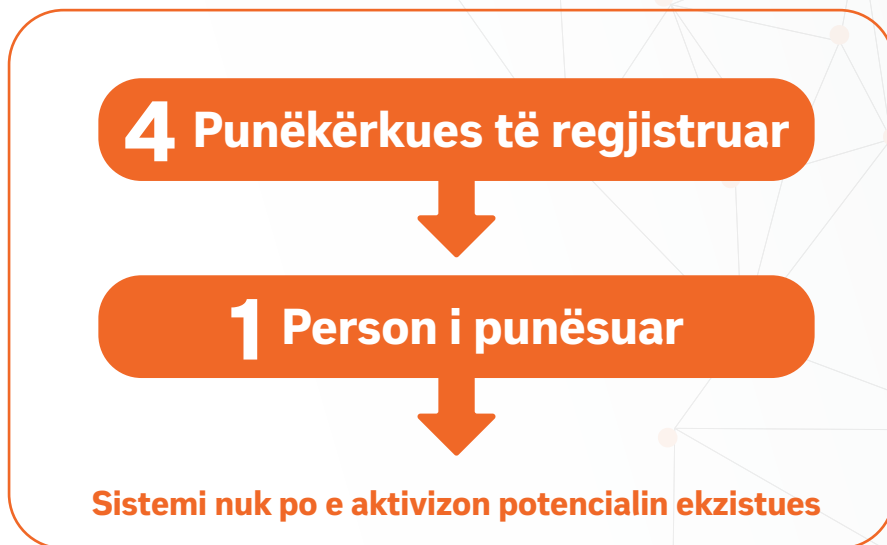 4 Punëkërkues të regjistruar
1 Person i punësuar
Sistemi nuk po e aktivizon potencialin ekzistues